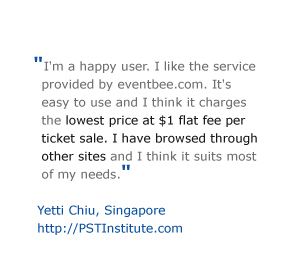 "I'm a happy user. I like the service
provided by eventbee.com. It's
easy to use and I think it charges
the lowest price at $1 flat fee per
ticket sale. I have browsed through
other sites and I think it suits most
of my needs."
Yetti Chiu, Singapore
http://PSTInstitute.com